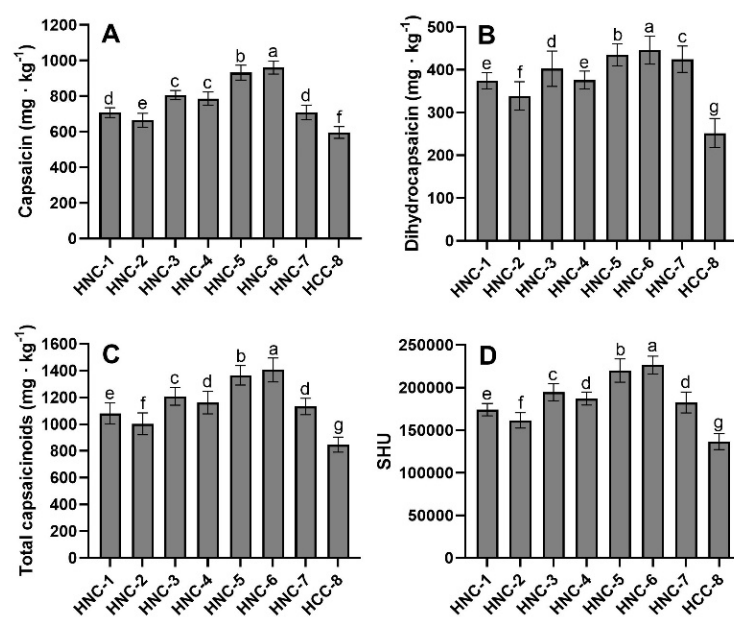 A
Capsaicin (mg · kg⁻¹)
1200
1000
800
600
400
200
0
d e c c b a d f
HNC-1 HNC-2 HNC-3 HNC-4 HNC-5 HNC-6 HNC-7 HCC-8
B
Dihydrocapsaicin (mg · kg⁻¹)
500
400
300
200
100
0
e f d e b a c g
HNC-1 HNC-2 HNC-3 HNC-4 HNC-5 HNC-6 HNC-7 HCC-8
C
Total capsaicinoids (mg · kg⁻¹)
1600
1400
1200
1000
800
600
400
200
0
e f c d b a d g
HNC-1 HNC-2 HNC-3 HNC-4 HNC-5 HNC-6 HNC-7 HCC-8
D
SHU
250000
200000
150000
100000
50000
0
e f c d b a d g
HNC-1 HNC-2 HNC-3 HNC-4 HNC-5 HNC-6 HNC-7 HCC-8